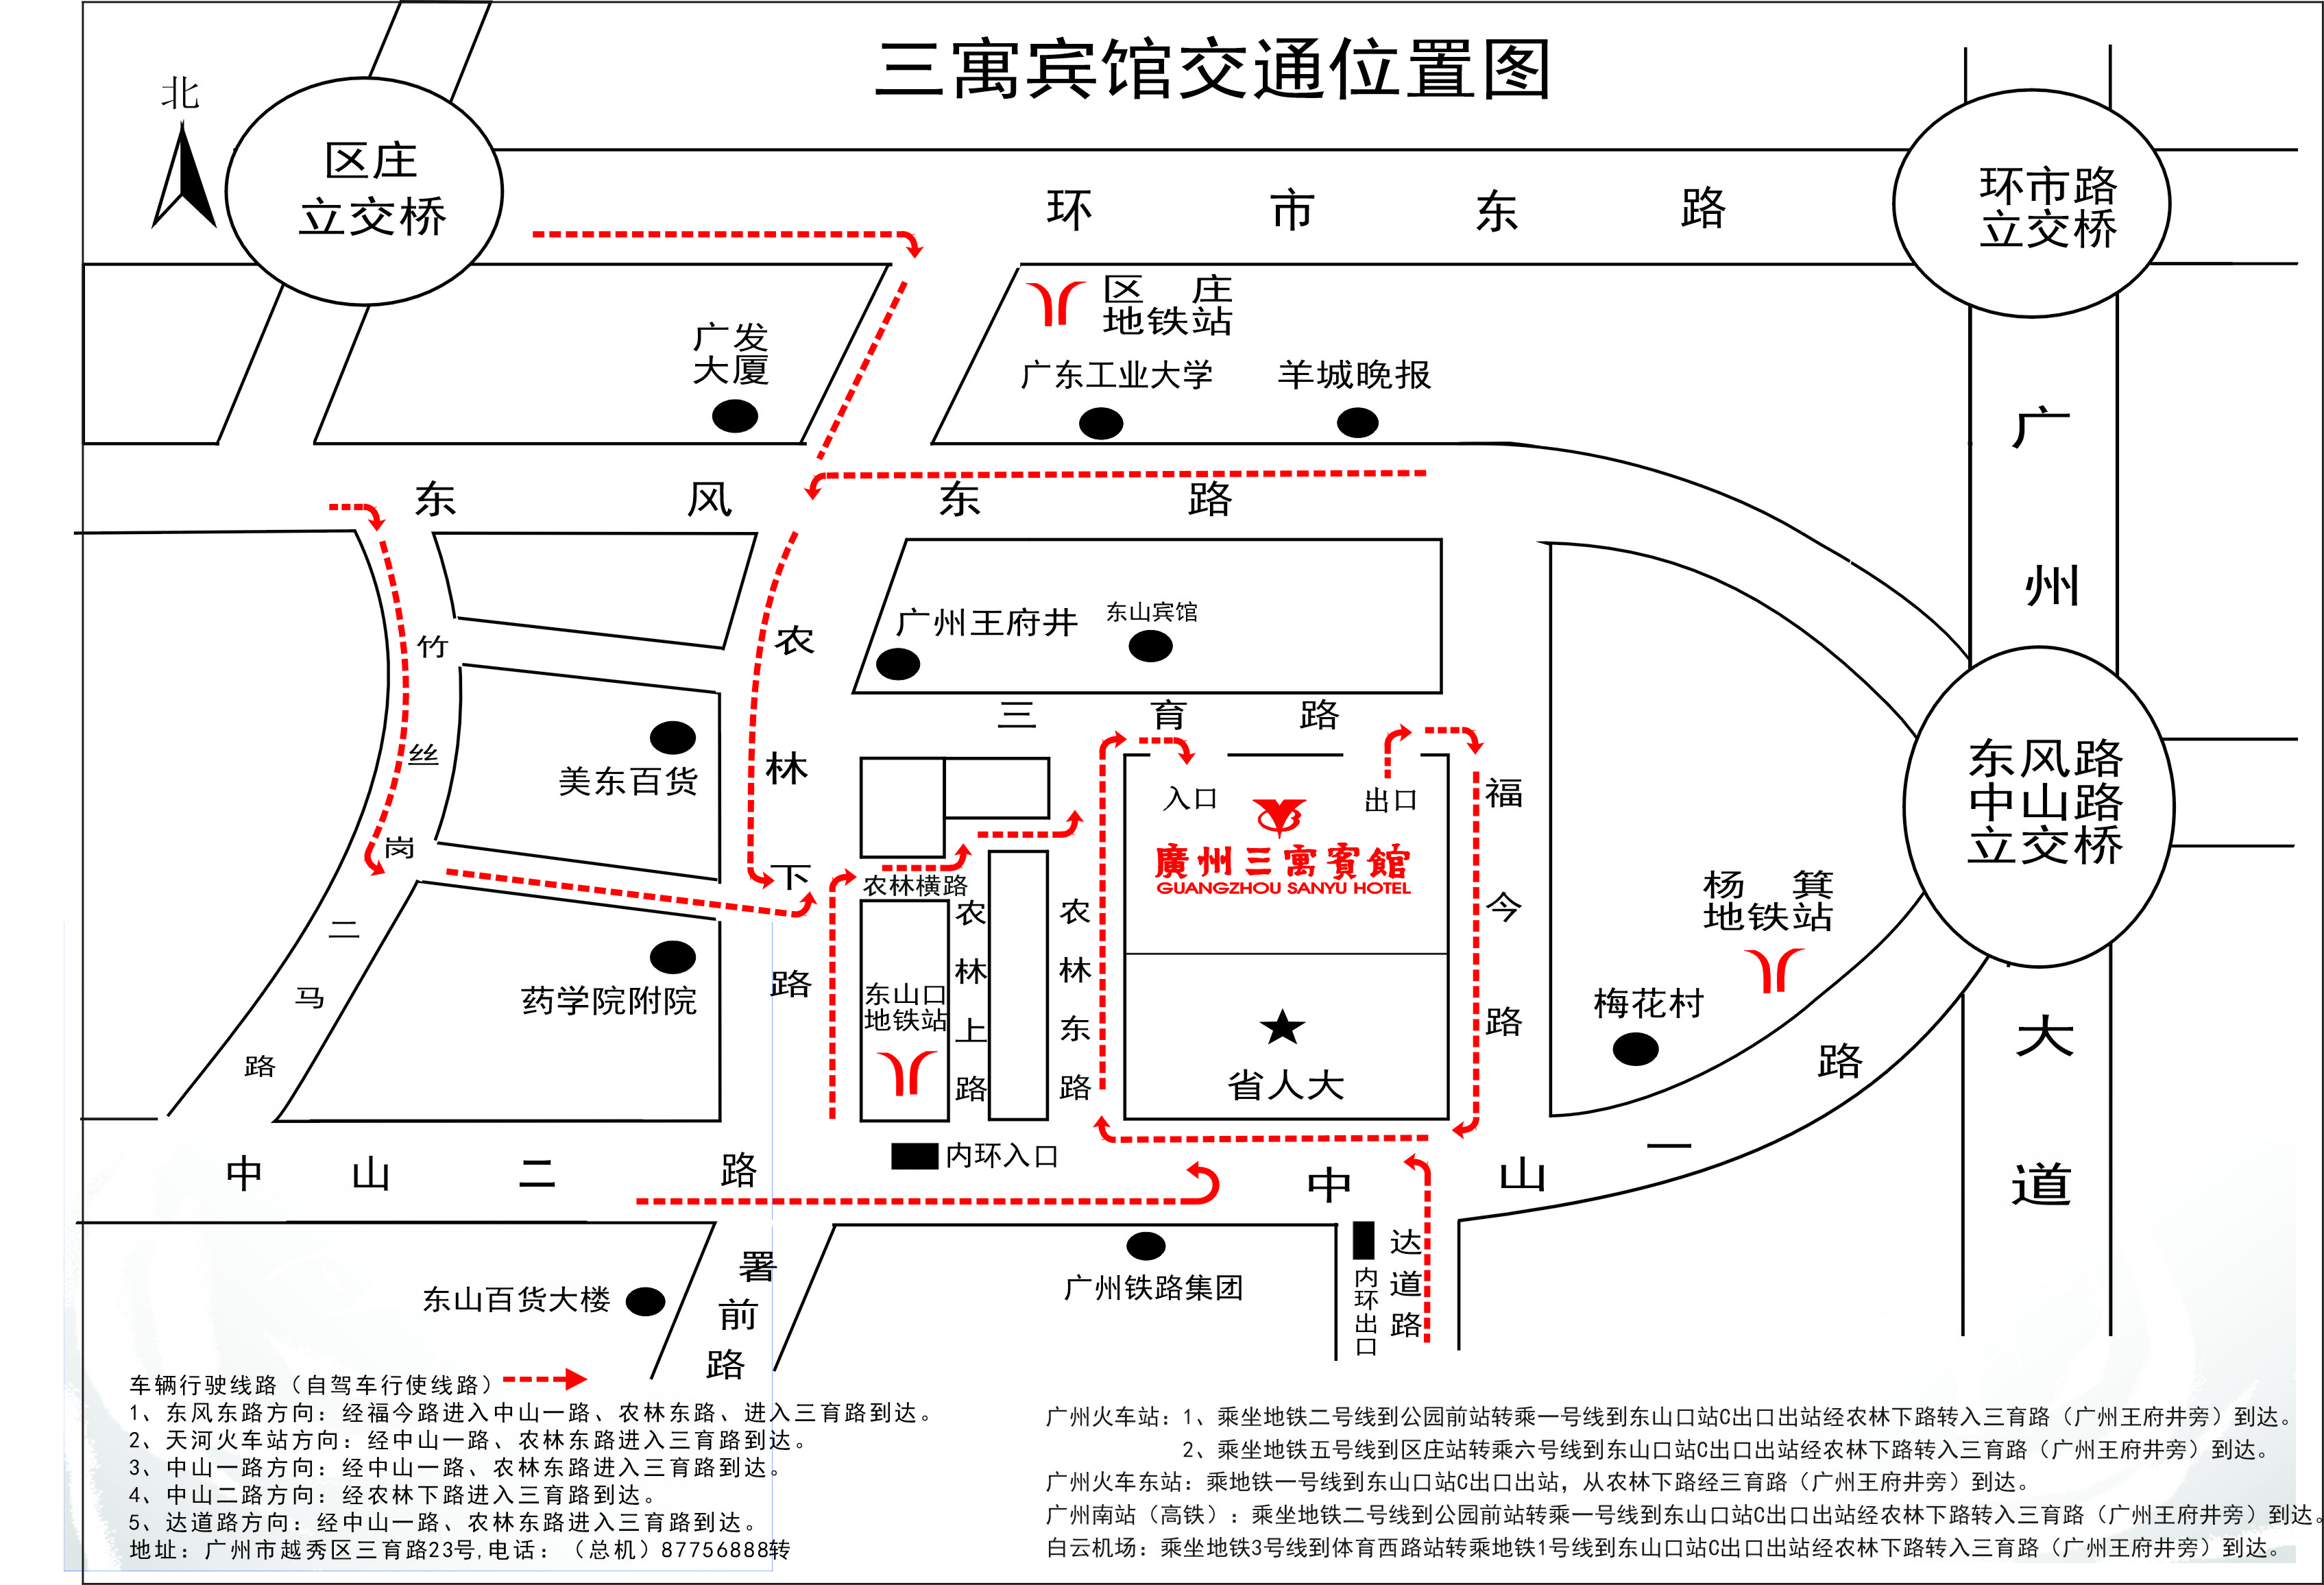 三寓宾馆交通位置图
北
区庄
立交桥
环市东路
环市路
立交桥
区庄
地铁站
广发
大厦
广东工业大学
羊城晚报
广州大道
东风东路
竹丝岗二马路
农林下路
广州王府井
东山宾馆
三育路
美东百货
入口
出口
廣州三寓賓館
GUANGZHOU SANYU HOTEL
福今路
东风路
中山路
立交桥
农林横路
农林上路
农林东路
杨箕
地铁站
药学院附院
东山口
地铁站
梅花村
省人大
内环入口
中山二路
中山一路
署前路
东山百货大楼
广州铁路集团
内环出口
达道路
车辆行驶线路（自驾车行使线路）
1、东风东路方向：经福今路进入中山一路、农林东路、进入三育路到达。
2、天河火车站方向：经中山一路、农林东路进入三育路到达。
3、中山一路方向：经中山一路、农林东路进入三育路到达。
4、中山二路方向：经农林下路进入三育路到达。
5、达道路方向：经中山一路、农林东路进入三育路到达。
地址：广州市越秀区三育路23号,电话：（总机）87756888转
广州火车站：1、乘坐地铁二号线到公园前站转乘一号线到东山口站C出口出站经农林下路转入三育路（广州王府井旁）到达。
2、乘坐地铁五号线到区庄站转乘六号线到东山口站C出口出站经农林下路转入三育路（广州王府井旁）到达。
广州火车东站：乘地铁一号线到东山口站C出口出站，从农林下路经三育路（广州王府井旁）到达。
广州南站（高铁）：乘坐地铁二号线到公园前站转乘一号线到东山口站C出口出站经农林下路转入三育路（广州王府井旁）到达。
白云机场：乘坐地铁3号线到体育西路站转乘地铁1号线到东山口站C出口出站经农林下路转入三育路（广州王府井旁）到达。